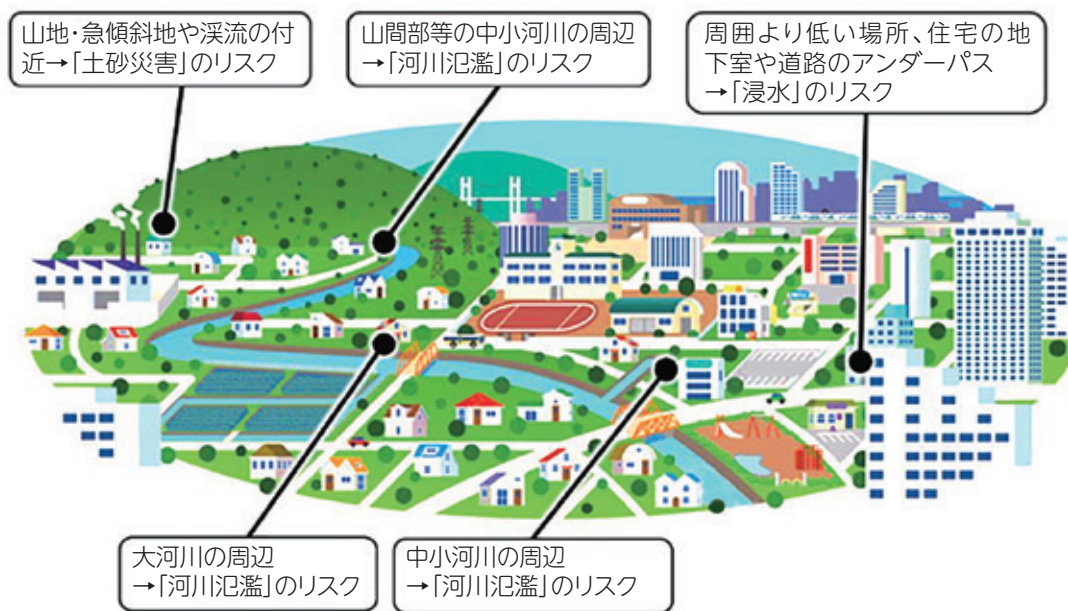 山地・急傾斜地や渓流の付
近→「土砂災害」のリスク
山間部等の中小河川の周辺
→「河川氾濫」のリスク
周囲より低い場所、住宅の地
下室や道路のアンダーパス
→「浸水」のリスク
大河川の周辺
→「河川氾濫」のリスク
中小河川の周辺
→「河川氾濫」のリスク